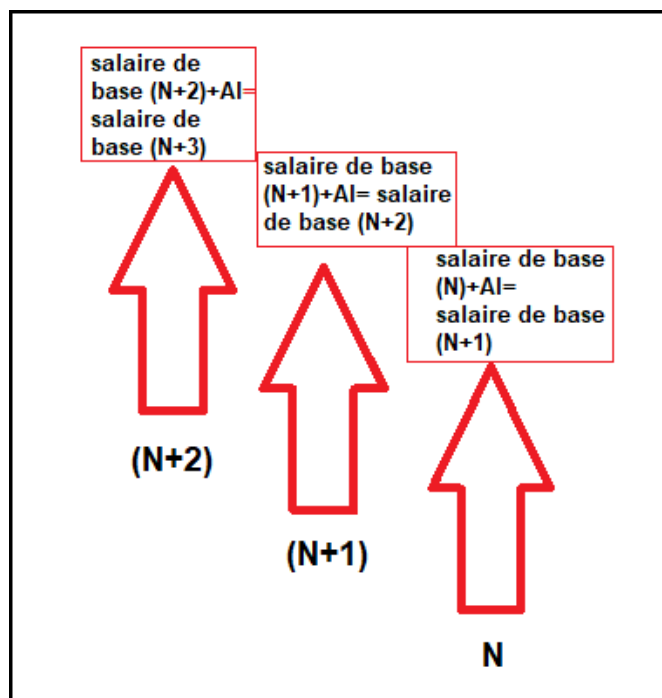 salaire de
base (N+2)+AI=
salaire de
base (N+3)
salaire de base
(N+1)+AI= salaire
de base (N+2)
salaire de base
(N)+AI=
salaire de base
(N+1)
(N+2)
(N+1)
N